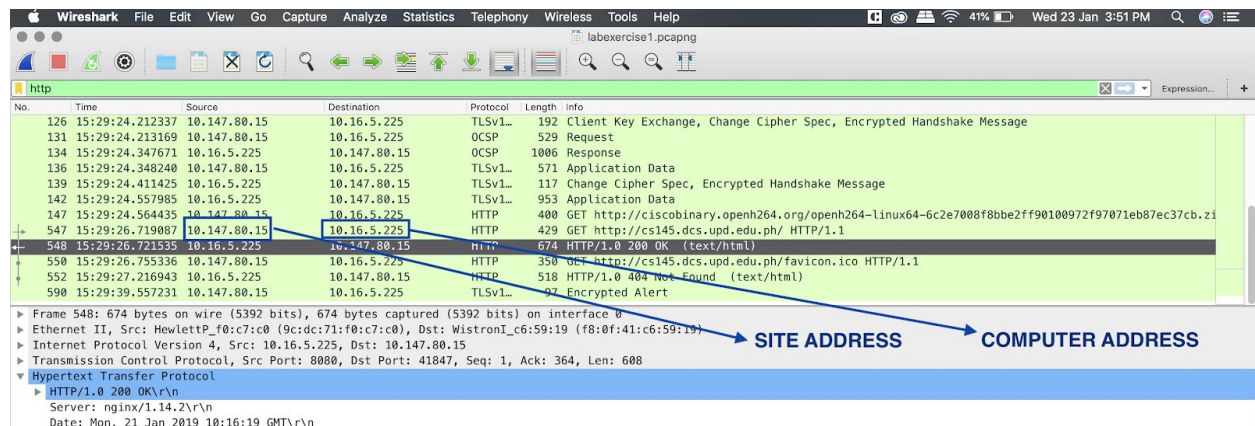 Wireshark File Edit View Go Capture Analyze Statistics Telephony Wireless Tools Help 41% Wed 23 Jan 3:51 PM
labexercise1.pcapng
http Expression... +
No. Time Source Destination Protocol Length Info
126 15:29:24.212337 10.147.80.15 10.16.5.225 TLSv1… 192 Client Key Exchange, Change Cipher Spec, Encrypted Handshake Message
131 15:29:24.213169 10.147.80.15 10.16.5.225 OCSP 529 Request
134 15:29:24.347671 10.16.5.225 10.147.80.15 OCSP 1006 Response
136 15:29:24.348240 10.147.80.15 10.16.5.225 TLSv1… 571 Application Data
139 15:29:24.411425 10.16.5.225 10.147.80.15 TLSv1… 117 Change Cipher Spec, Encrypted Handshake Message
142 15:29:24.557985 10.16.5.225 10.147.80.15 TLSv1… 953 Application Data
147 15:29:24.564435 10.147.80.15 10.16.5.225 HTTP 400 GET http://ciscobinary.openh264.org/openh264-linux64-6c2e7008f8bbe2ff90100972f97071eb87ec37cb.zi
547 15:29:26.719087 10.147.80.15 10.16.5.225 HTTP 429 GET http://cs145.dcs.upd.edu.ph/ HTTP/1.1
548 15:29:26.721535 10.16.5.225 10.147.80.15 HTTP 674 HTTP/1.0 200 OK (text/html)
550 15:29:26.755336 10.147.80.15 10.16.5.225 HTTP 350 GET http://cs145.dcs.upd.edu.ph/favicon.ico HTTP/1.1
552 15:29:27.216943 10.16.5.225 10.147.80.15 HTTP 518 HTTP/1.0 404 Not Found (text/html)
590 15:29:39.557231 10.147.80.15 10.16.5.225 TLSv1… 97 Encrypted Alert
Frame 548: 674 bytes on wire (5392 bits), 674 bytes captured (5392 bits) on interface 0
Ethernet II, Src: HewlettP_f0:c7:c0 (9c:dc:71:f0:c7:c0), Dst: WistronI_c6:59:19 (f8:0f:41:c6:59:19)
SITE ADDRESS COMPUTER ADDRESS
Internet Protocol Version 4, Src: 10.16.5.225, Dst: 10.147.80.15
Transmission Control Protocol, Src Port: 8080, Dst Port: 41847, Seq: 1, Ack: 364, Len: 608
Hypertext Transfer Protocol
HTTP/1.0 200 OK\r\n
Server: nginx/1.14.2\r\n
Date: Mon, 21 Jan 2019 10:16:19 GMT\r\n